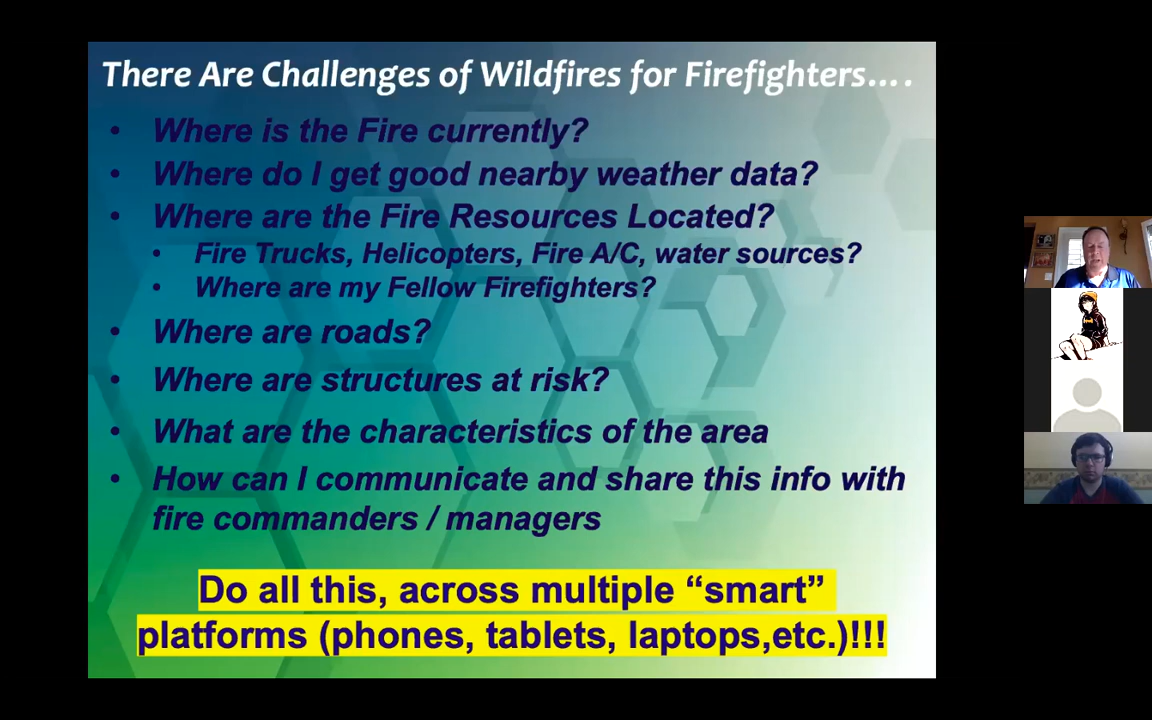 There Are Challenges of Wildfires for Firefighters....
• Where is the Fire currently?
• Where do I get good nearby weather data?
• Where are the Fire Resources Located?
• Fire Trucks, Helicopters, Fire A/C, water sources?
• Where are my Fellow Firefighters?
• Where are roads?
• Where are structures at risk?
• What are the characteristics of the area
• How can I communicate and share this info with
fire commanders / managers
Do all this, across multiple “smart”
platforms (phones, tablets, laptops,etc.)!!!